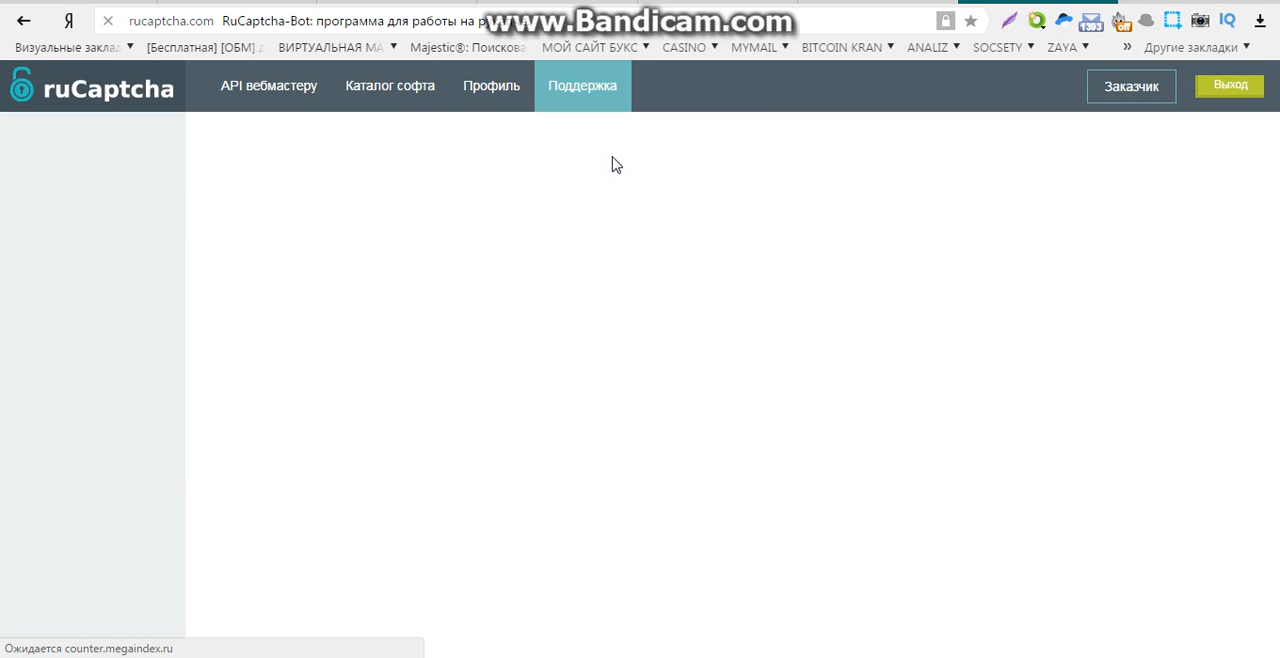 www.Bandicam.com
Я rucaptcha.com RuCaptcha-Bot: программа для работы на
Визуальные заклад [Бесплатная] [ОБМ] ВИРТУАЛЬНАЯ МА Majestic®: Поискова МОЙ САЙТ БУКС CASINO MYMAIL BITCOIN KRAN ANALIZ SOCSETY ZAYA » Другие закладки
ruCaptcha API вебмастеру Каталог софта Профиль Поддержка Заказчик Выход
Ожидается counter.megaindex.ru